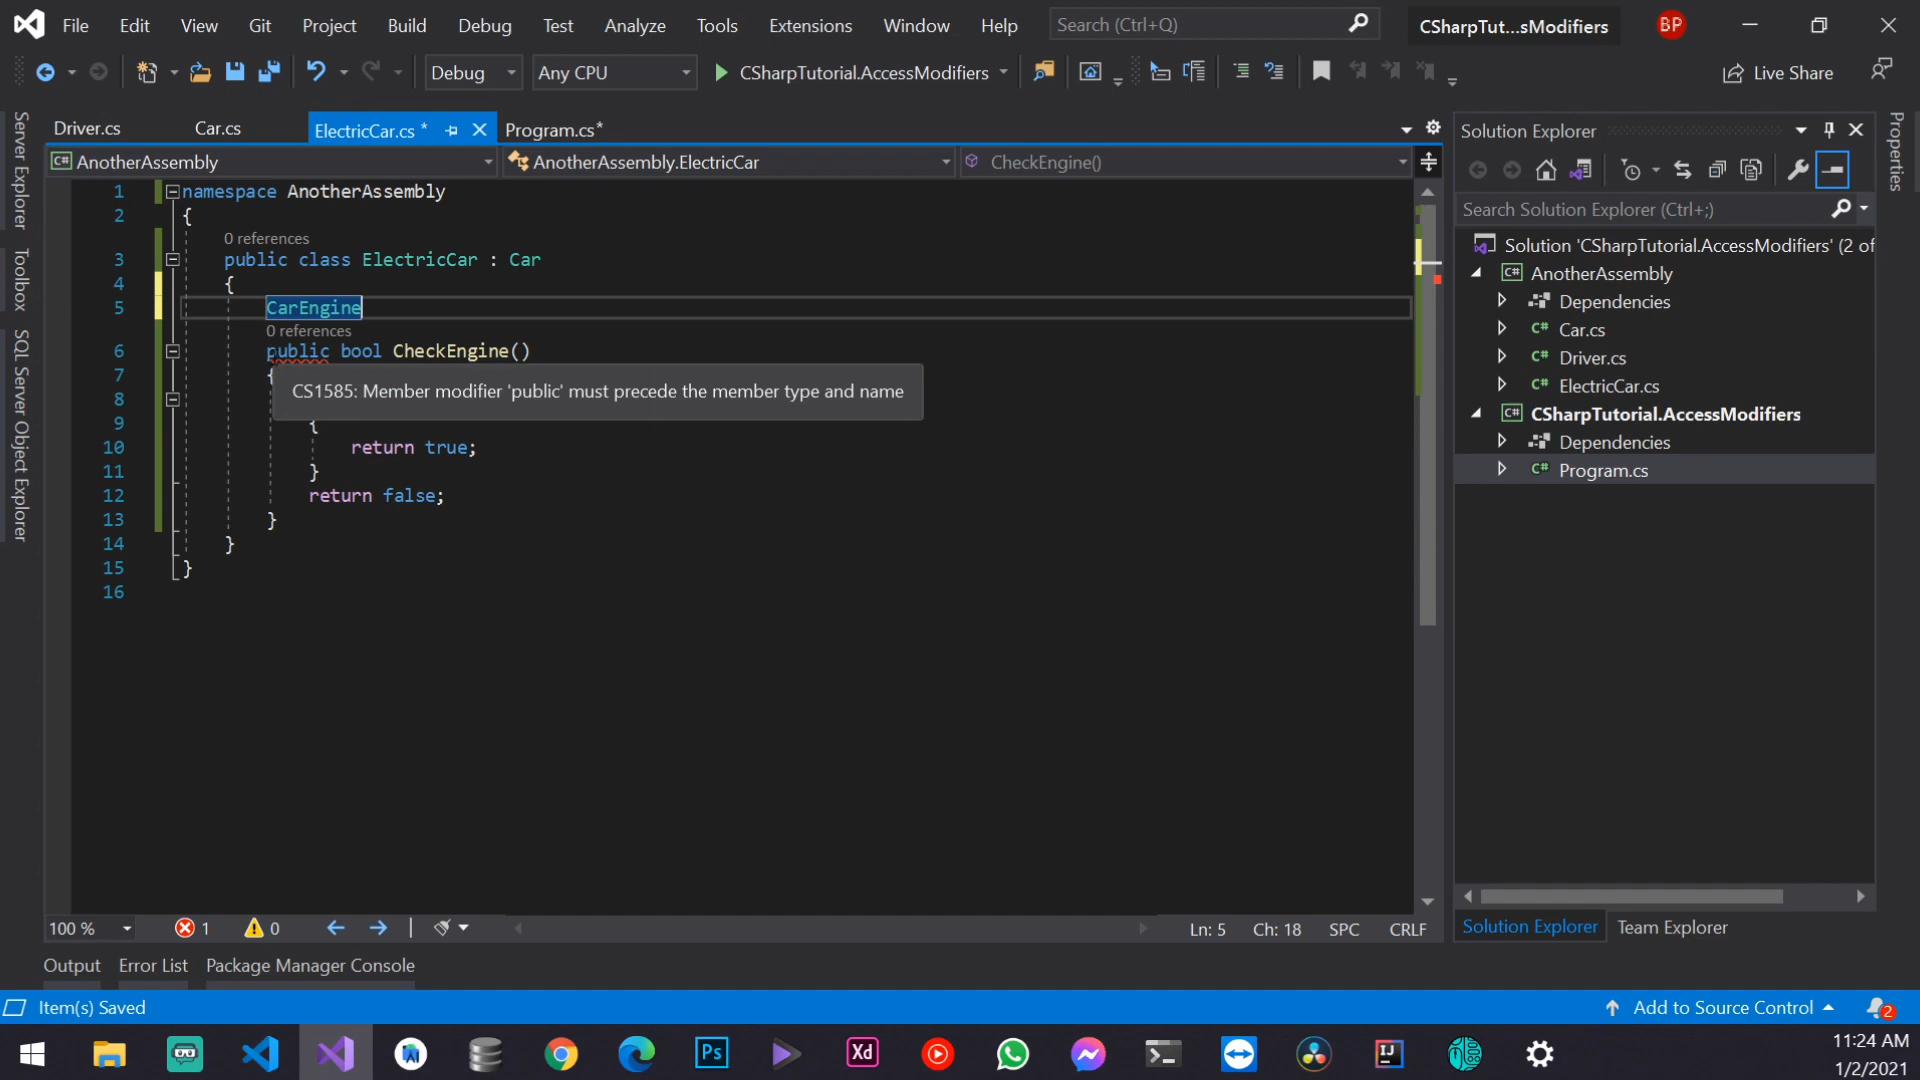 File Edit View Git Project Build Debug Test Analyze Tools Extensions Window Help Search (Ctrl+Q) CSharpTut...sModifiers BP
Debug Any CPU CSharpTutorial.AccessModifiers Live Share
Server Explorer
Toolbox
SQL Server Object Explorer
Driver.cs Car.cs ElectricCar.cs * Program.cs*
AnotherAssembly AnotherAssembly.ElectricCar CheckEngine()
1 namespace AnotherAssembly
2 {
0 references
3 public class ElectricCar : Car
4 {
5 CarEngine
0 references
6 public bool CheckEngine()
7 {
CS1585: Member modifier 'public' must precede the member type and name
8
9 {
10 return true;
11 }
12 return false;
13 }
14 }
15 }
16
100 % 1 0 Ln: 5 Ch: 18 SPC CRLF
Solution Explorer
Search Solution Explorer (Ctrl+;)
Solution 'CSharpTutorial.AccessModifiers' (2 of
C# AnotherAssembly
Dependencies
C# Car.cs
C# Driver.cs
C# ElectricCar.cs
C# CSharpTutorial.AccessModifiers
Dependencies
C# Program.cs
Solution Explorer Team Explorer
Properties
Output Error List Package Manager Console
Item(s) Saved Add to Source Control 2
Ps Xd IJ
11:24 AM
1/2/2021